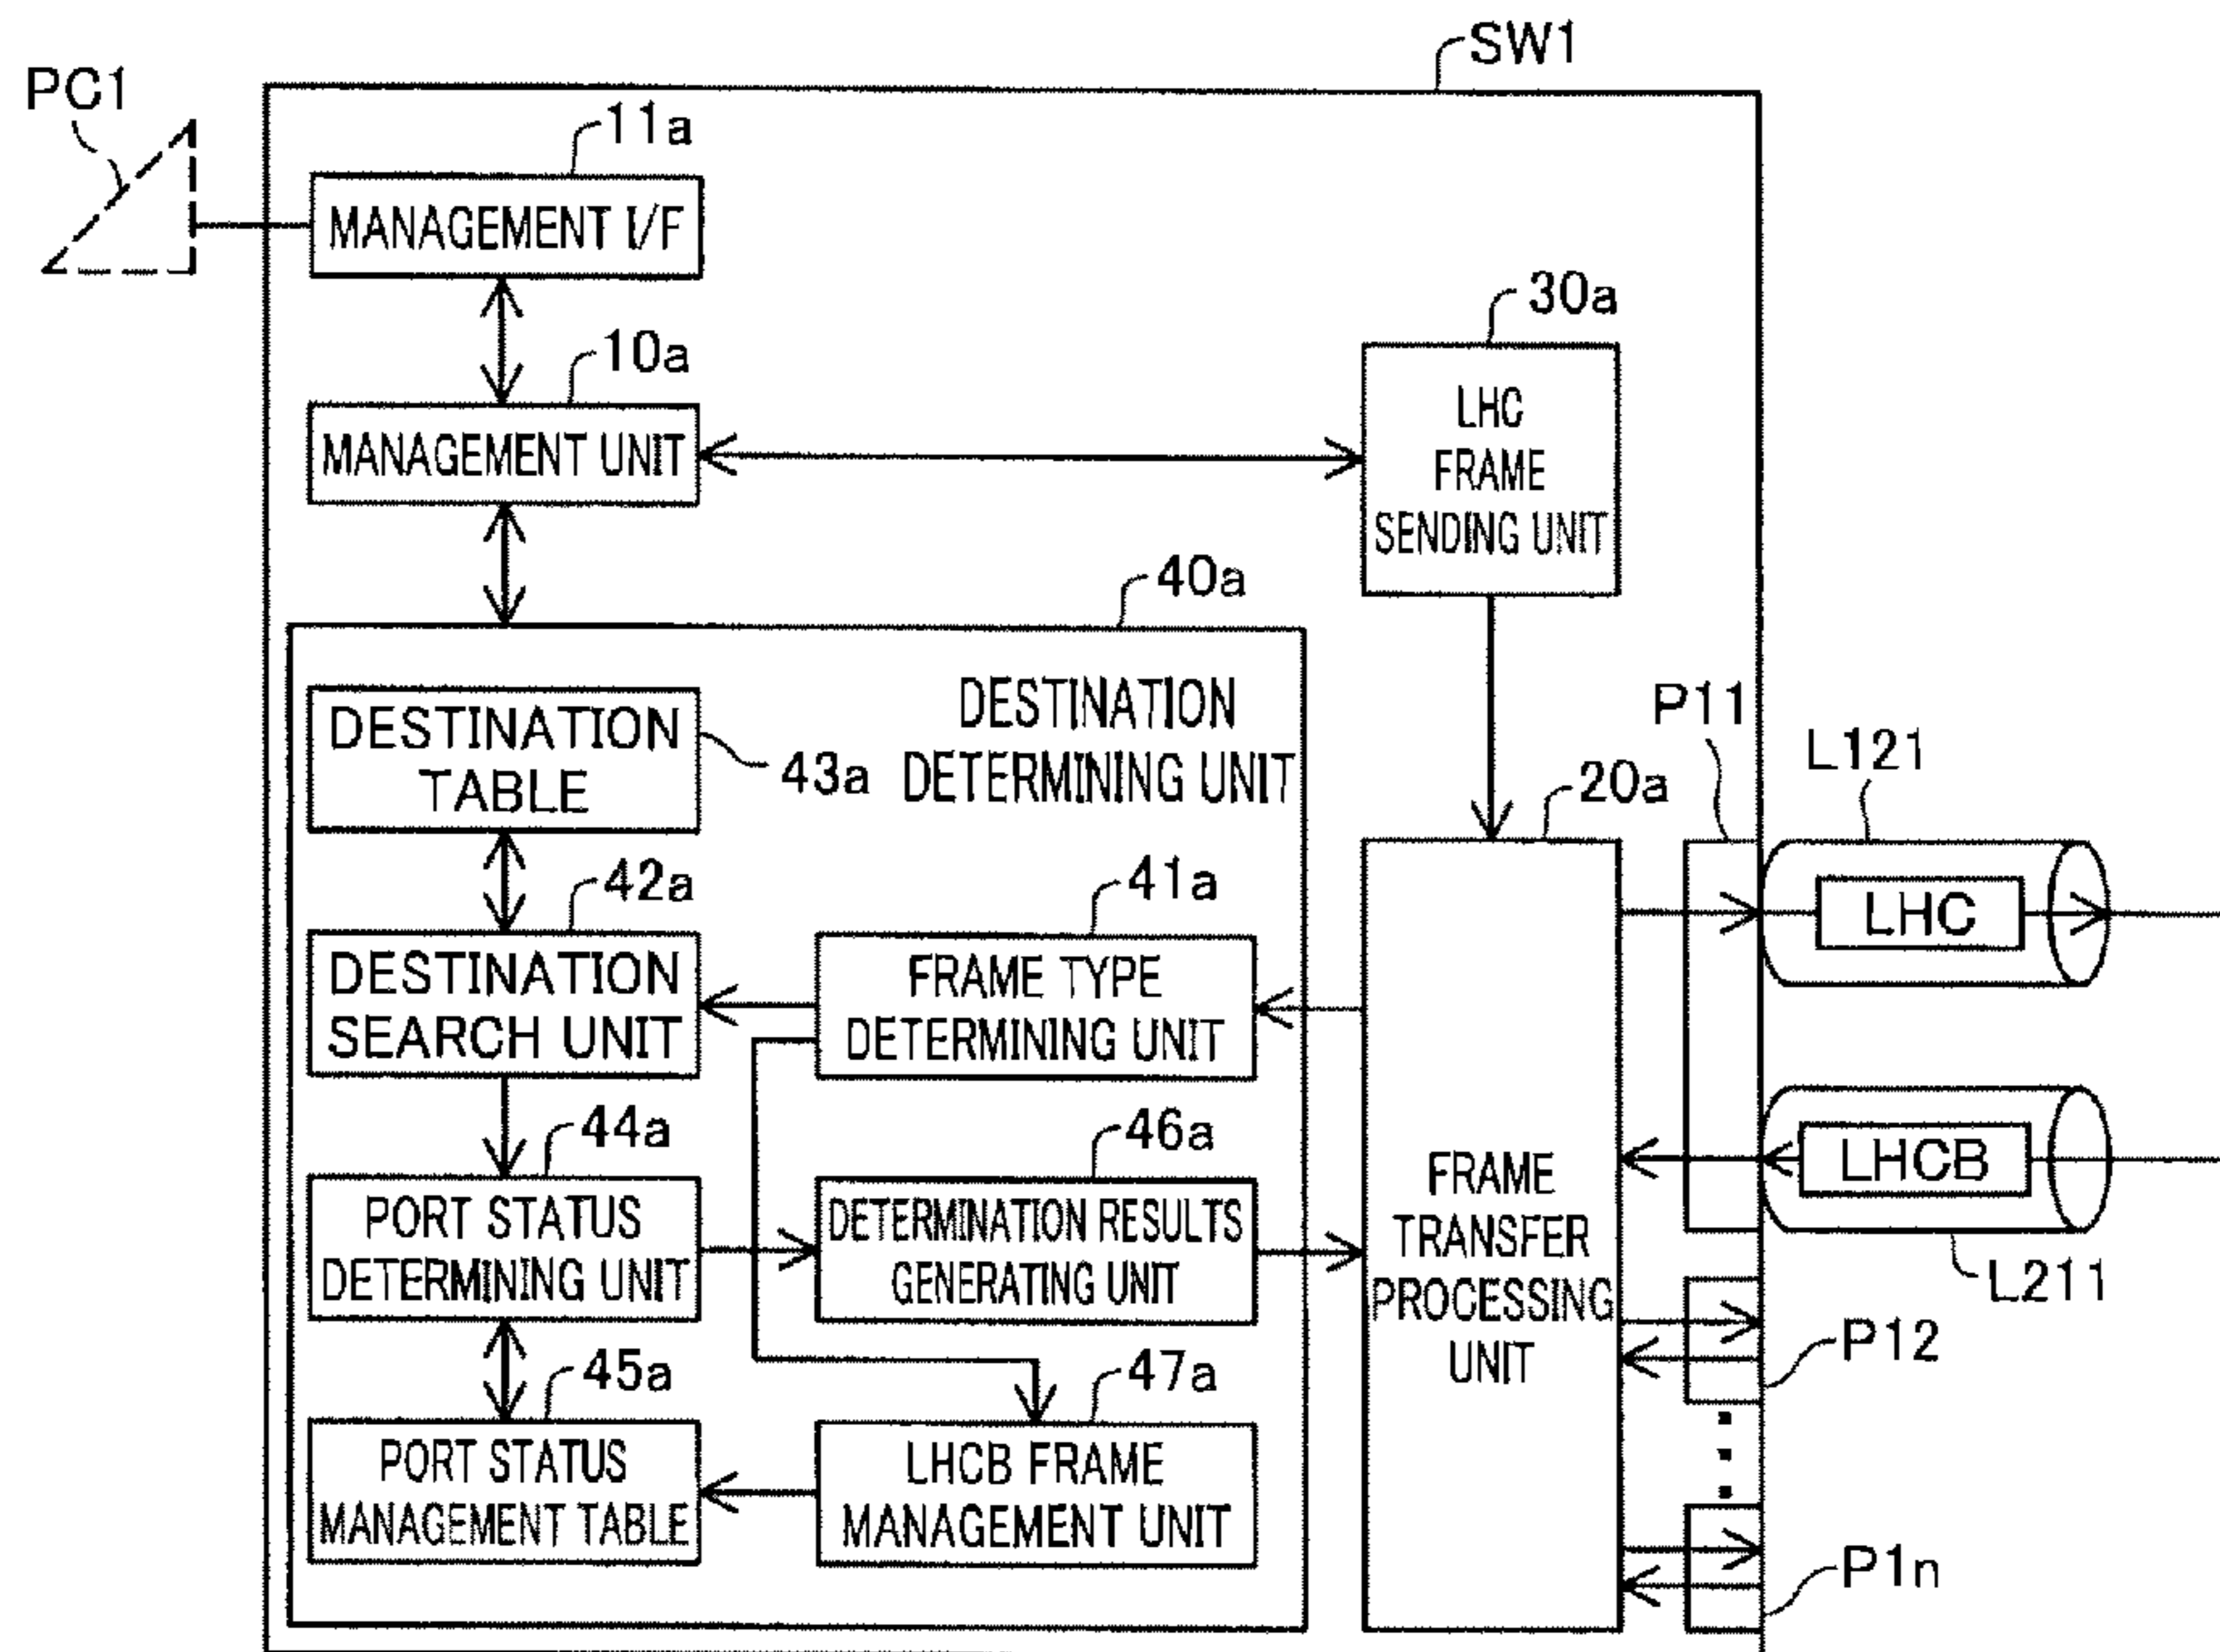 SW1
PC1
11a
MANAGEMENT I/F
30a
10a
LHC
FRAME
SENDING UNIT
MANAGEMENT UNIT
40a
DESTINATION
DETERMINING UNIT
DESTINATION
TABLE
43a
P11
L121
20a
42a
41a
LHC
DESTINATION
SEARCH UNIT
FRAME TYPE
DETERMINING UNIT
44a
46a
LHCB
FRAME
TRANSFER
PROCESSING
UNIT
PORT STATUS
DETERMINING UNIT
DETERMINATION RESULTS
GENERATING UNIT
L211
P12
45a
47a
PORT STATUS
MANAGEMENT TABLE
LHCB FRAME
MANAGEMENT UNIT
P1n